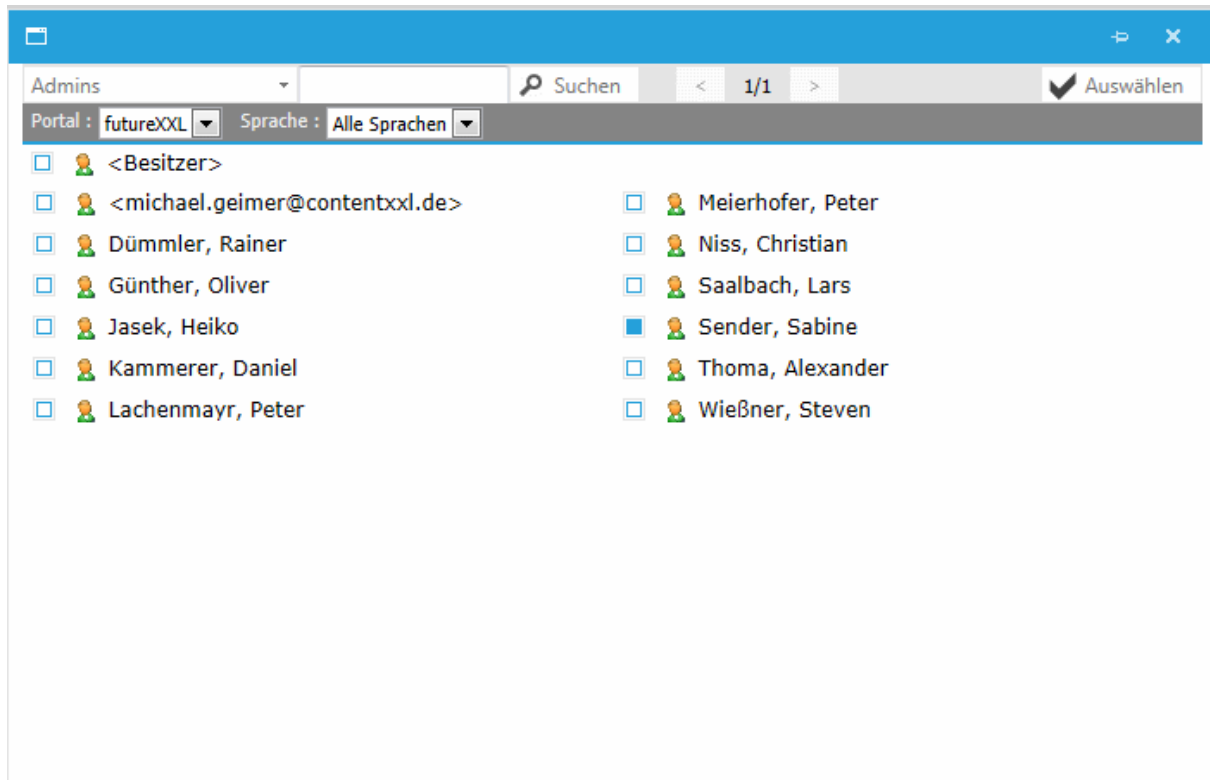 Admins Suchen < 1/1 > Auswählen
Portal : futureXXL Sprache : Alle Sprachen
<Besitzer>
<michael.geimer@contentxxl.de> Meierhofer, Peter
Dümmler, Rainer Niss, Christian
Günther, Oliver Saalbach, Lars
Jasek, Heiko Sender, Sabine
Kammerer, Daniel Thoma, Alexander
Lachenmayr, Peter Wießner, Steven